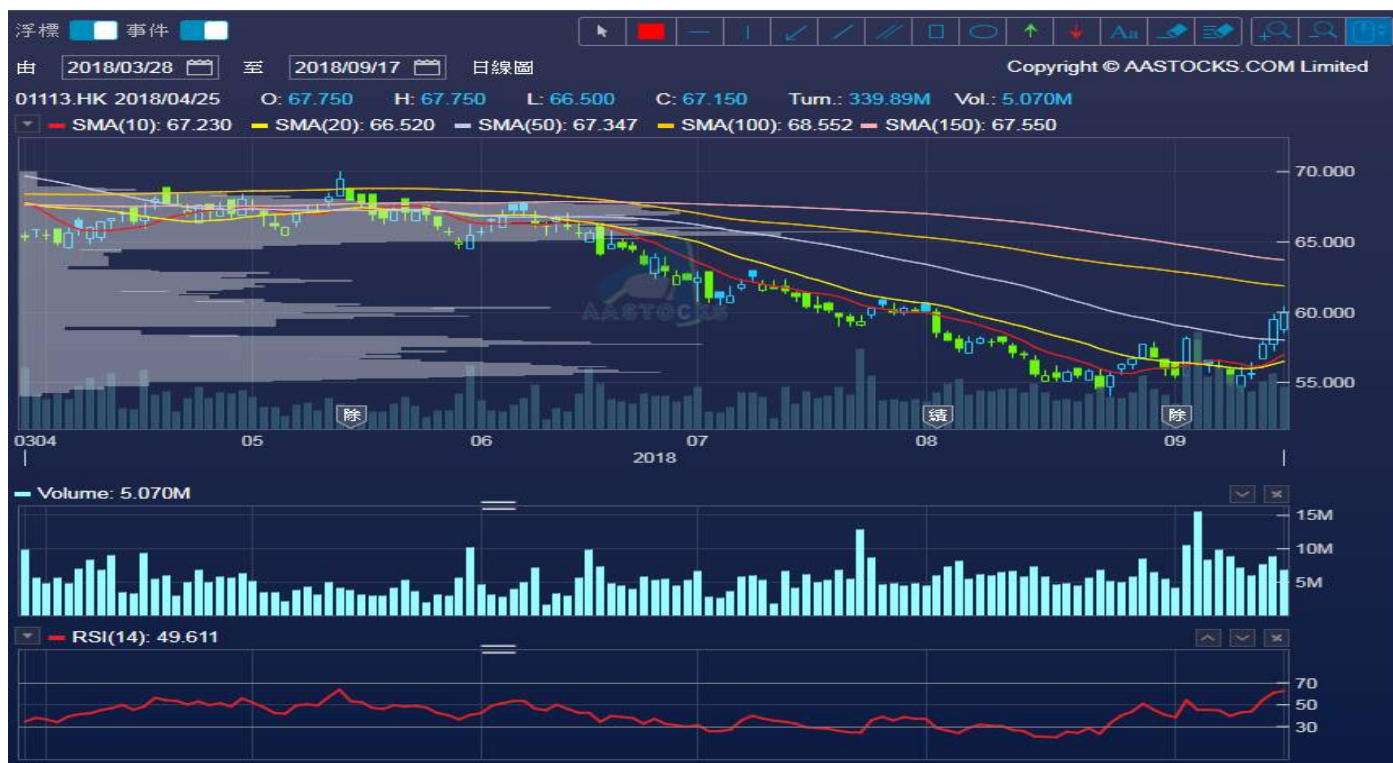 浮標 事件
Aa
由 2018/03/28 至 2018/09/17 日線圖 Copyright © AASTOCKS.COM Limited
01113.HK 2018/04/25 O: 67.750 H: 67.750 L: 66.500 C: 67.150 Turn.: 339.89M Vol.: 5.070M
SMA(10): 67.230 SMA(20): 66.520 SMA(50): 67.347 SMA(100): 68.552 SMA(150): 67.550
70.000
65.000
AASTOCKS
60.000
55.000
除 績 除
0304 05 06 07 08 09
2018
Volume: 5.070M
15M
10M
5M
RSI(14): 49.611
70
50
30